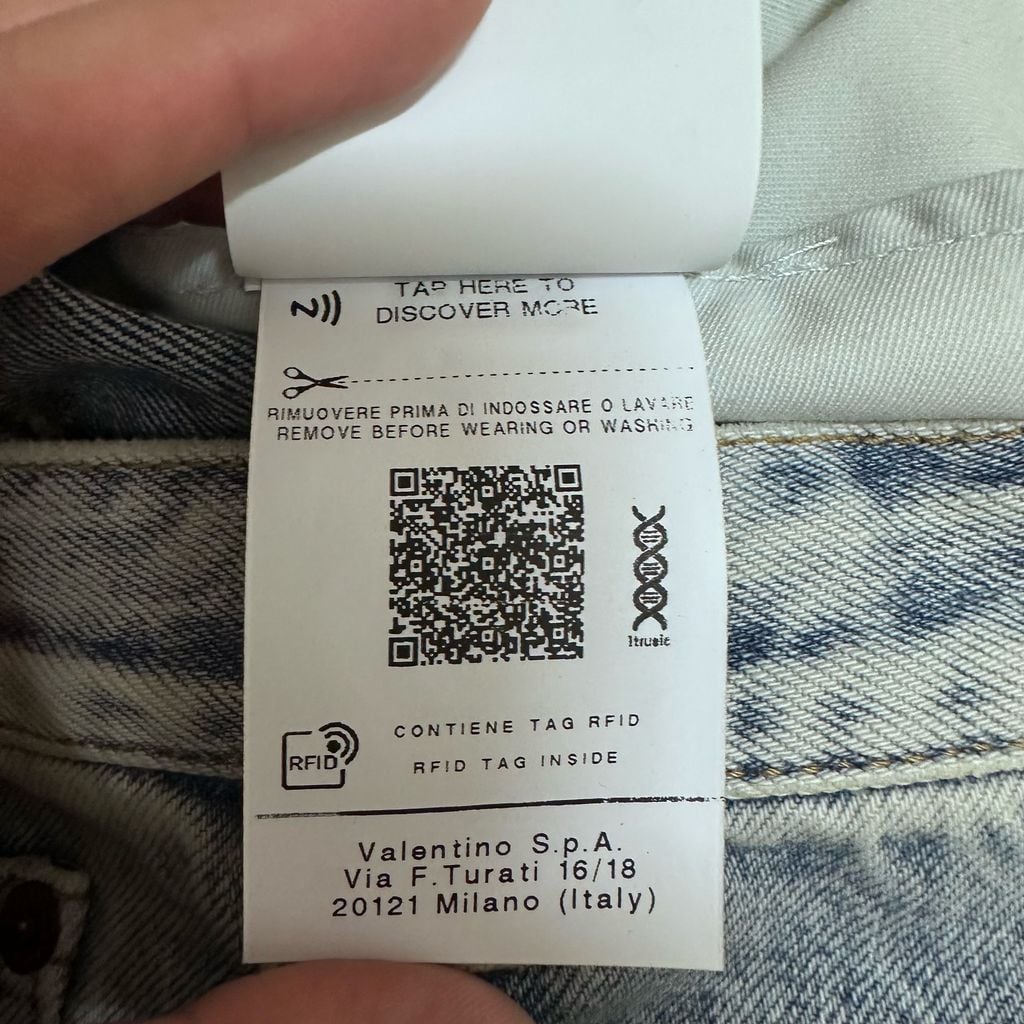 TAP HERE TO
DISCOVER MORE
RIMUOVERE PRIMA DI INDOSSARE O LAVARE
REMOVE BEFORE WEARING OR WASHING
1trueid
CONTIENE TAG RFID
RFID
RFID TAG INSIDE
Valentino S.p.A.
Via F.Turati 16/18
20121 Milano (Italy)